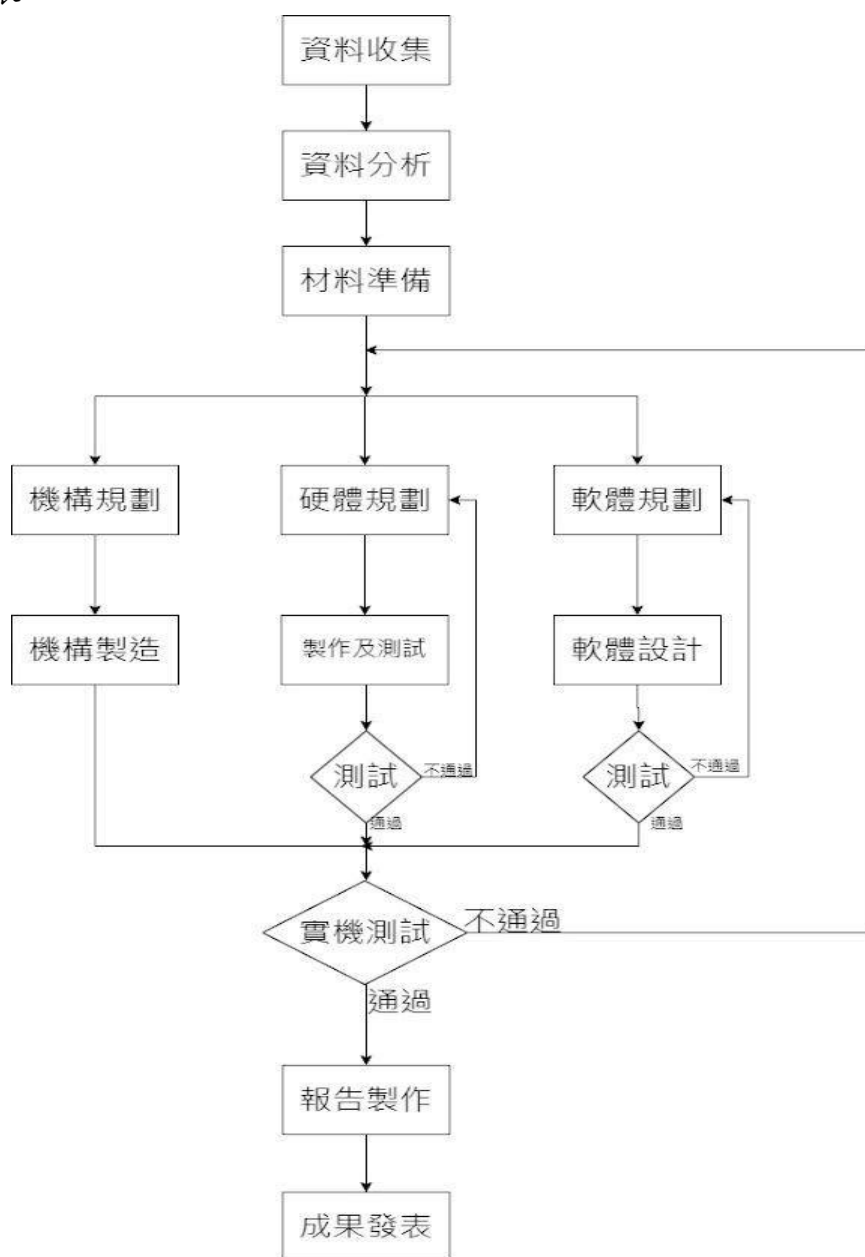 資料收集
資料分析
材料準備
機構規劃
硬體規劃
軟體規劃
機構製造
製作及測試
軟體設計
測試
不通過
測試
不通過
通過
通過
實機測試
不通過
通過
報告製作
成果發表